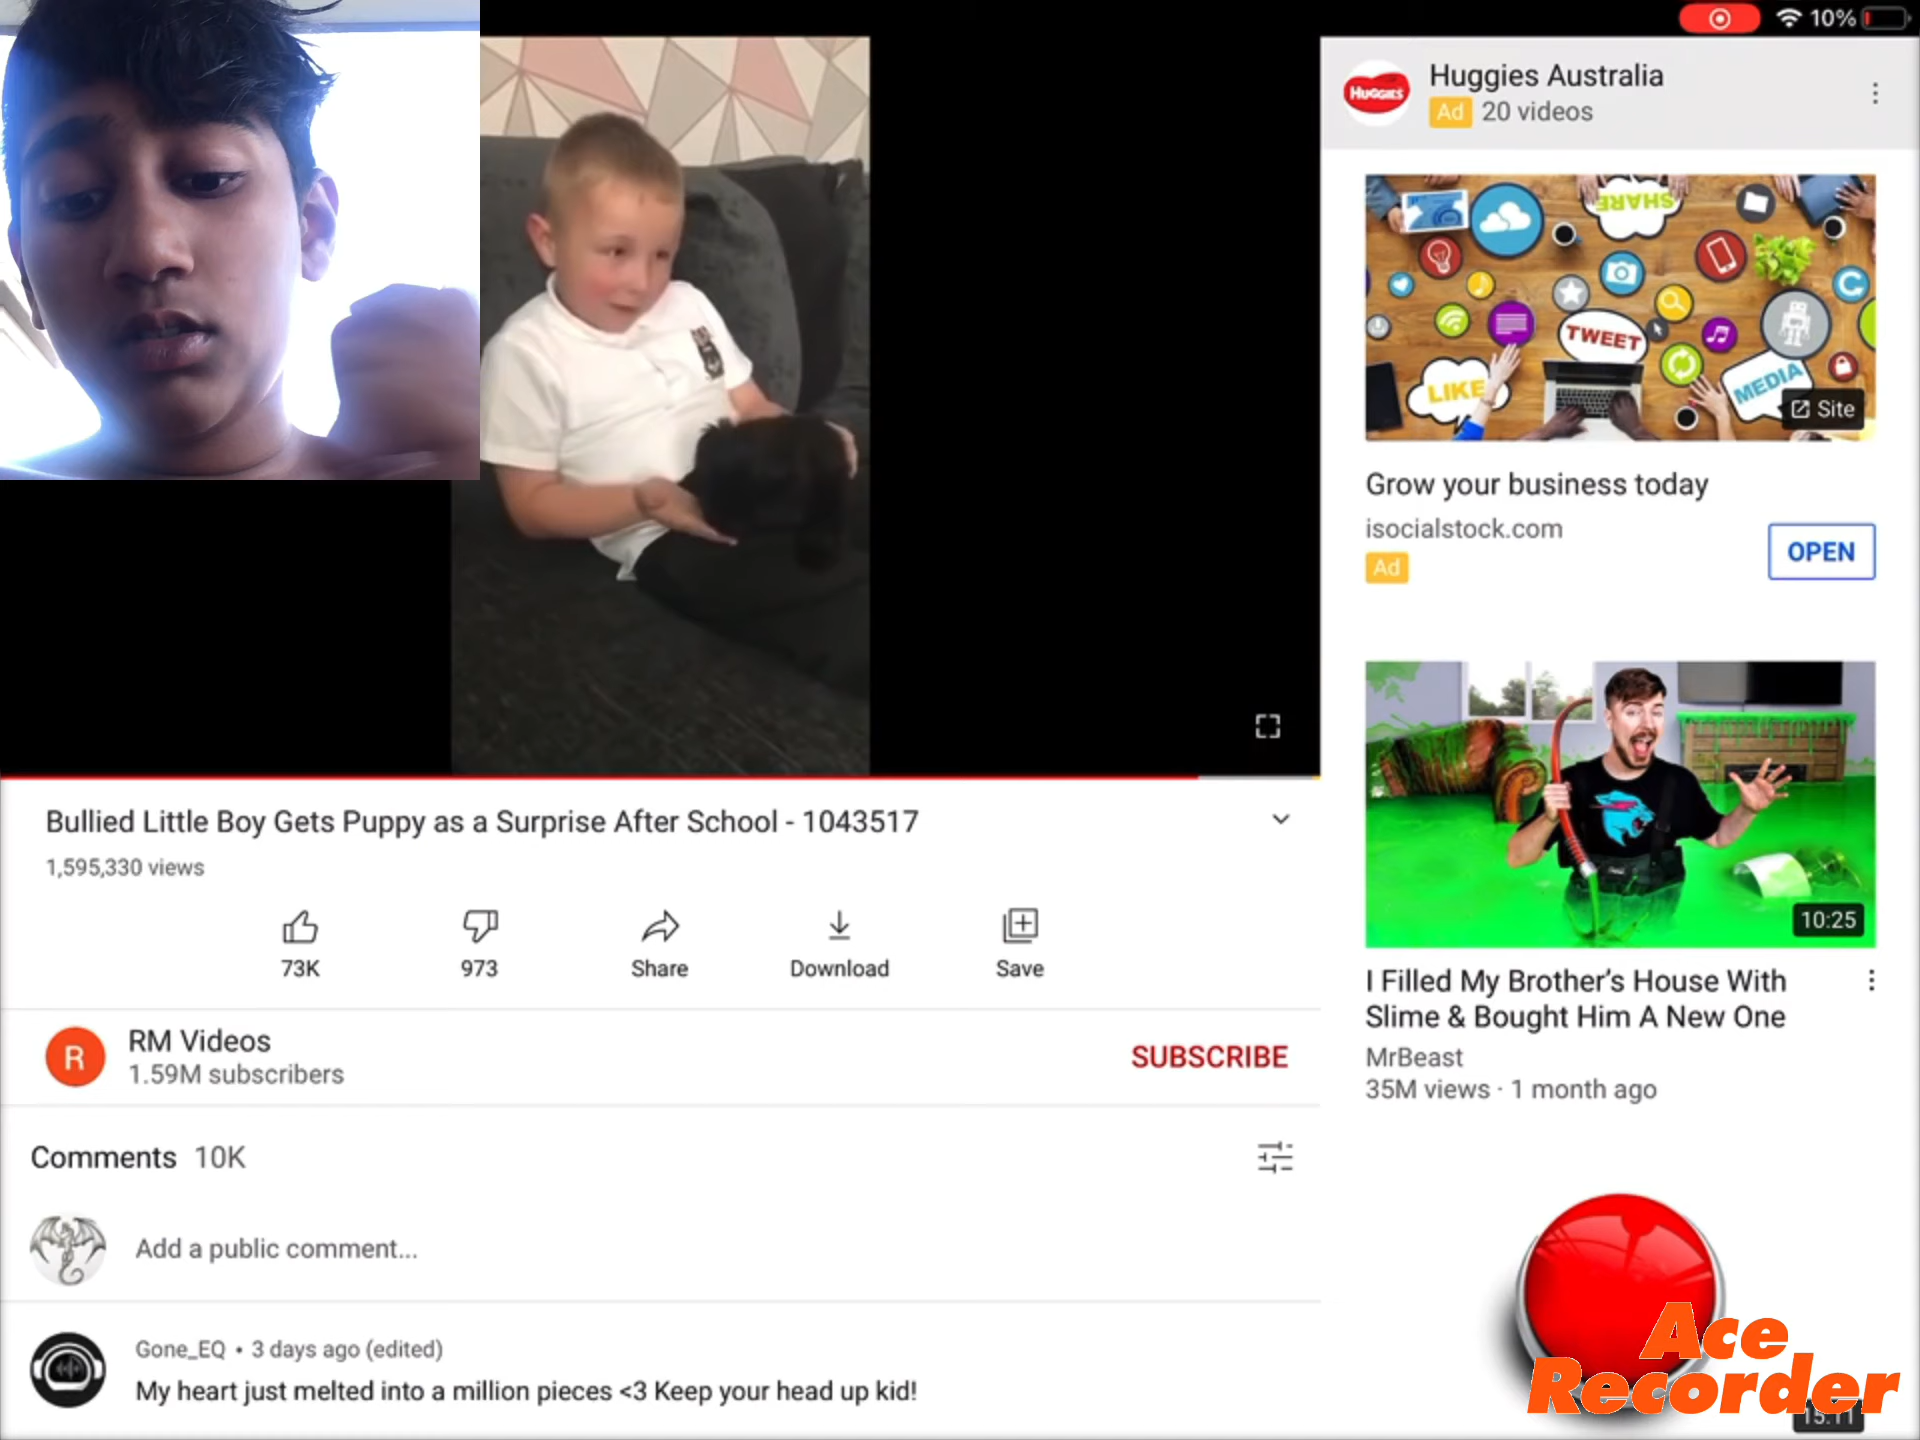 10%
HUGGIES
Huggies Australia
Ad 20 videos
SHARE
TWEET
LIKE
MEDIA
Site
Grow your business today
isocialstock.com
Ad
OPEN
Bullied Little Boy Gets Puppy as a Surprise After School - 1043517
1,595,330 views
73K
973
Share
Download
Save
10:25
I Filled My Brother's House With
Slime & Bought Him A New One
MrBeast
35M views · 1 month ago
R
RM Videos
1.59M subscribers
SUBSCRIBE
Comments 10K
Add a public comment...
Gone_EQ • 3 days ago (edited)
My heart just melted into a million pieces <3 Keep your head up kid!
Ace
Recorder
15:11